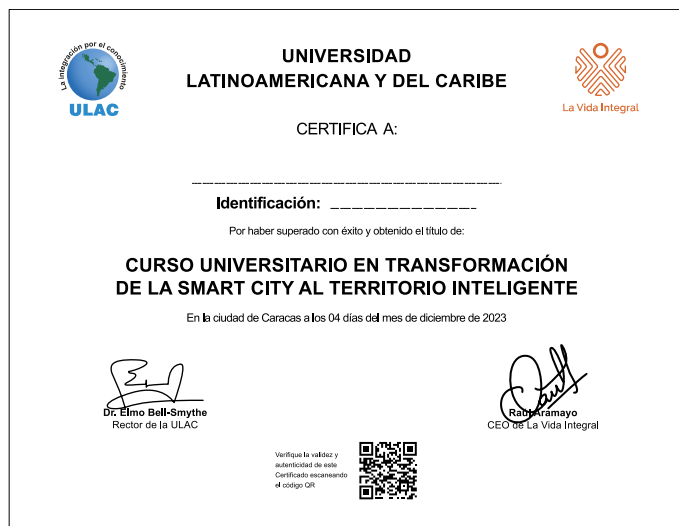 La integración por el conocimiento
ULAC
UNIVERSIDAD
LATINOAMERICANA Y DEL CARIBE
La Vida Integral
CERTIFICA A:
Identificación:
Por haber superado con éxito y obtenido el título de:
CURSO UNIVERSITARIO EN TRANSFORMACIÓN
DE LA SMART CITY AL TERRITORIO INTELIGENTE
En la ciudad de Caracas a los 04 días del mes de diciembre de 2023
Dr. Elmo Bell-Smythe
Rector de la ULAC
Raúl Aramayo
CEO de La Vida Integral
Verifique la validez y
autenticidad de este
Certificado escaneando
el código QR